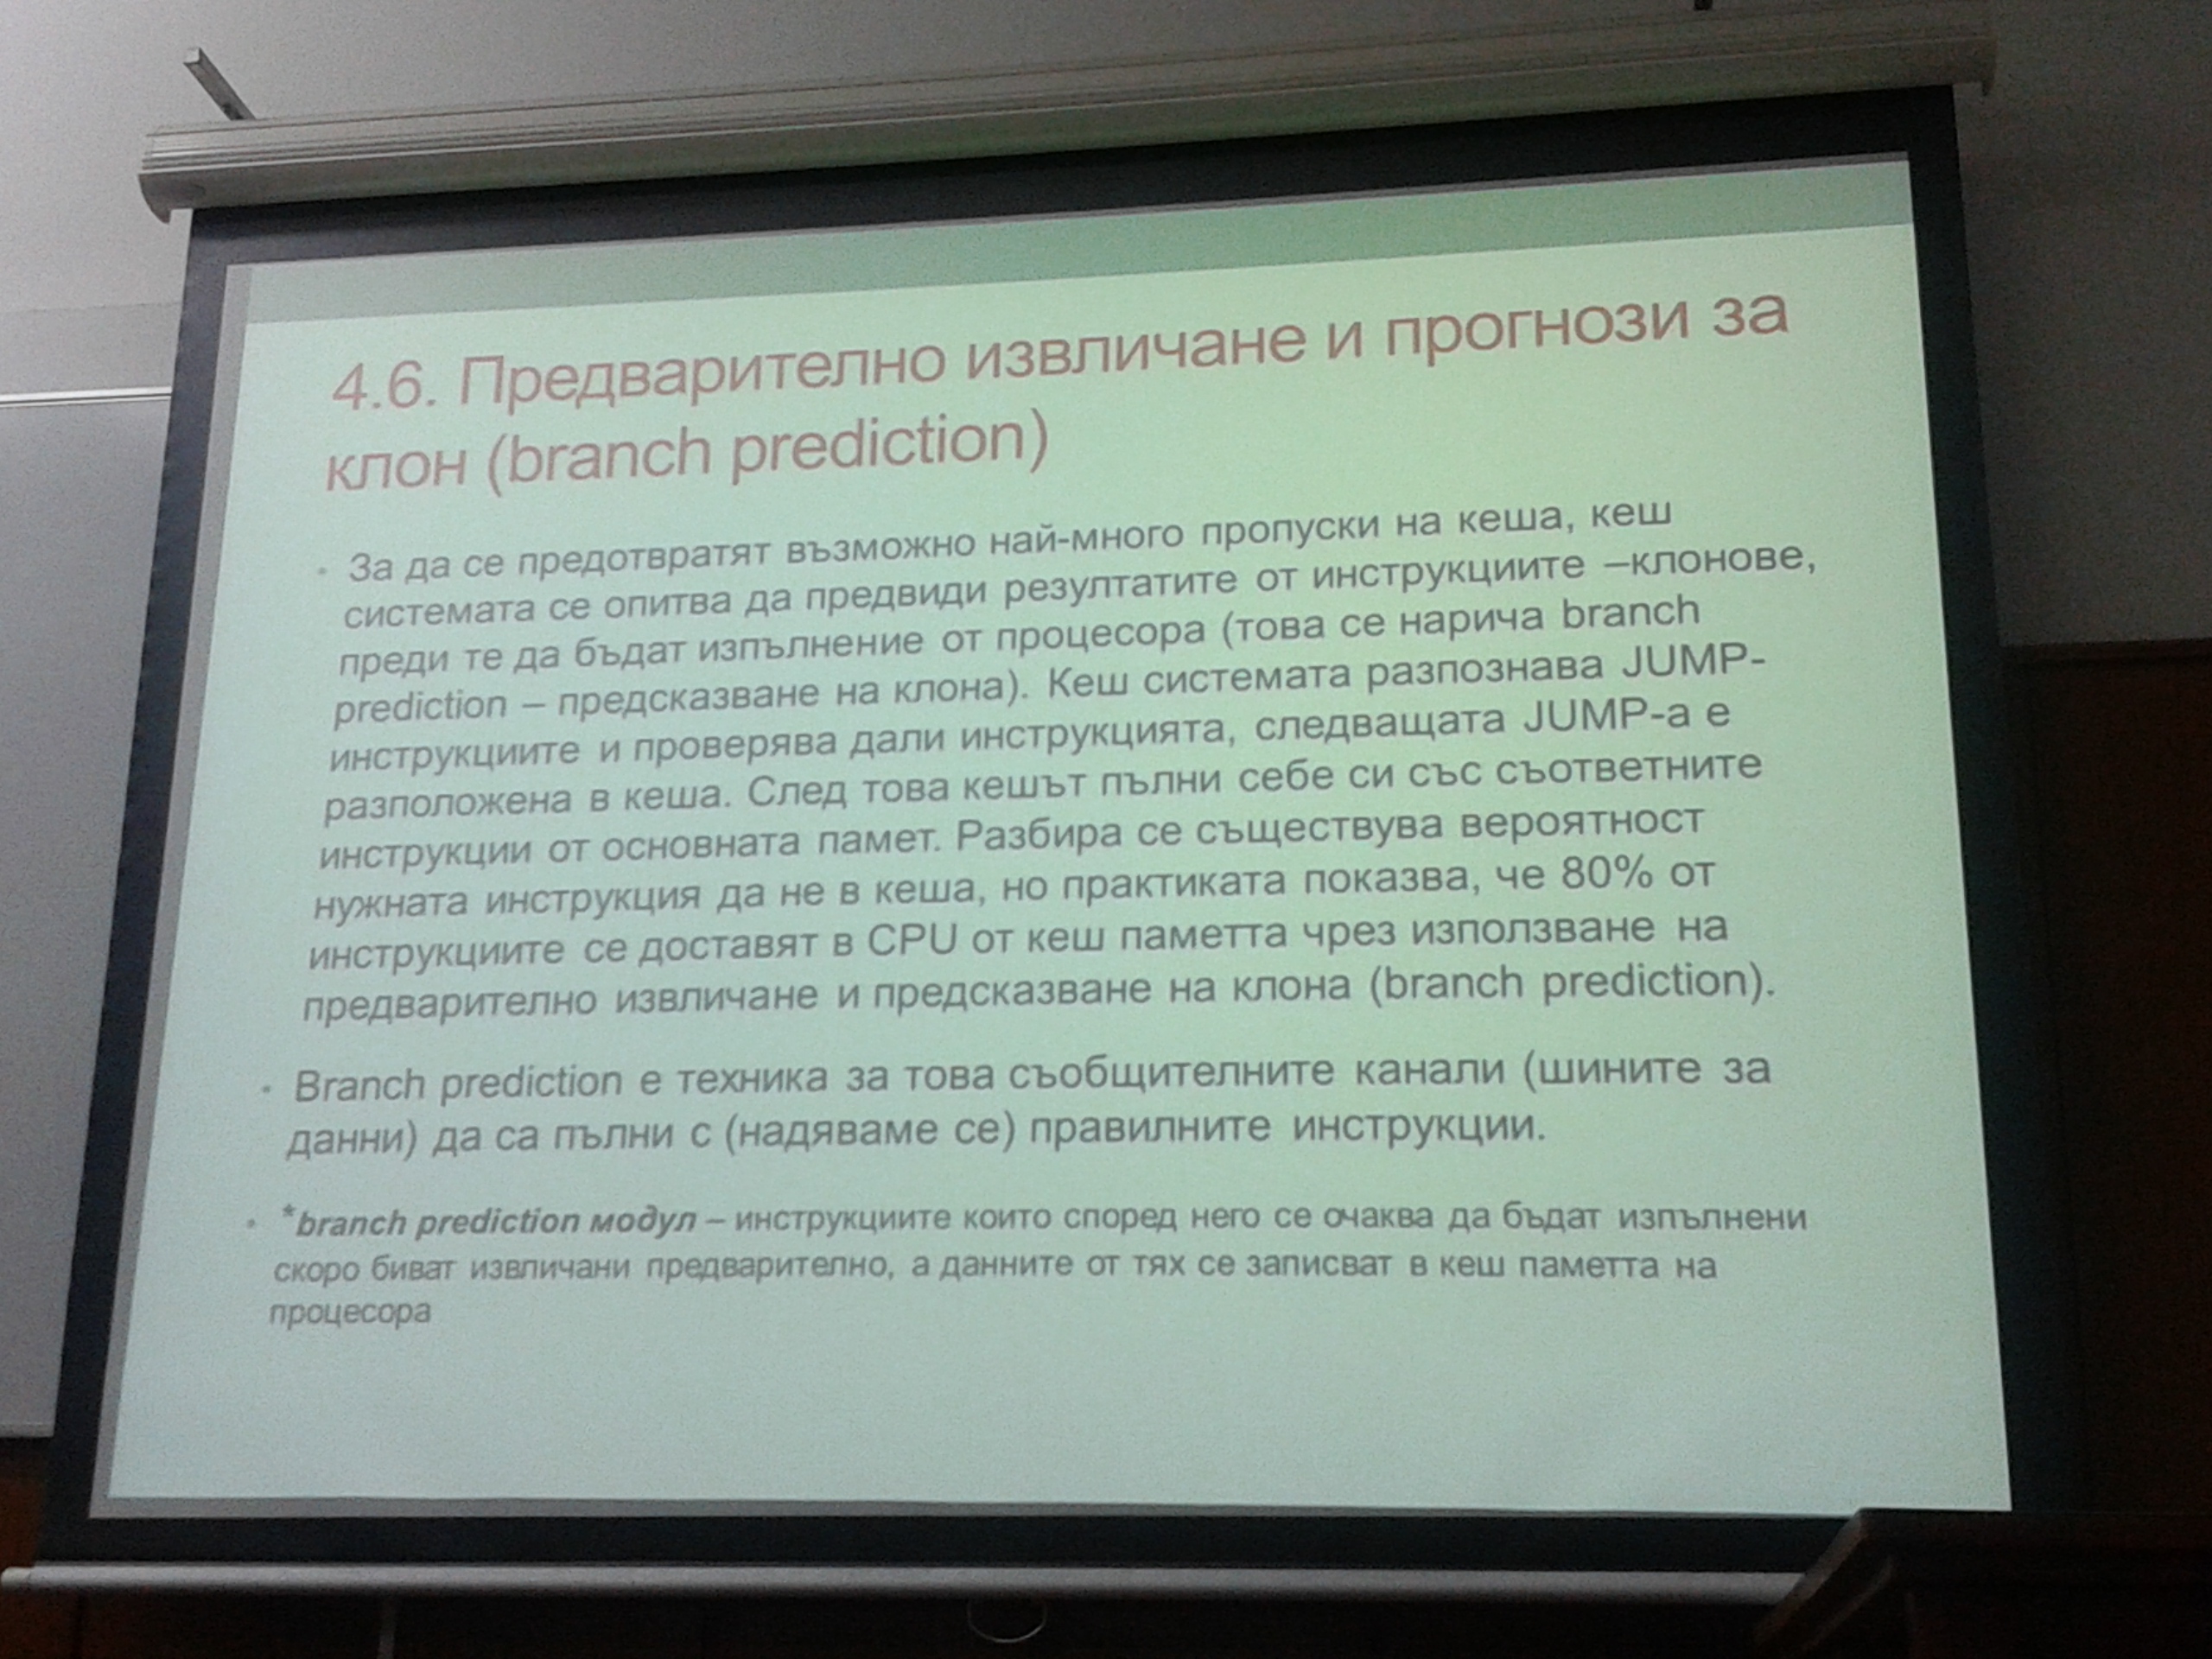 4.6. Предварително извличане и прогнози за
клон (branch prediction)
• За да се предотвратят възможно най-много пропуски на кеша, кеш
системата се опитва да предвиди резултатите от инструкциите –клонове,
преди те да бъдат изпълнение от процесора (това се нарича branch
prediction – предсказване на клона). Кеш системата разпознава JUMP-
инструкциите и проверява дали инструкцията, следващата JUMP-а е
разположена в кеша. След това кешът пълни себе си със съответните
инструкции от основната памет. Разбира се съществува вероятност
нужната инструкция да не в кеша, но практиката показва, че 80% от
инструкциите се доставят в CPU от кеш паметта чрез използване на
предварително извличане и предсказване на клона (branch prediction).
• Branch prediction е техника за това съобщителните канали (шините за
данни) да са пълни с (надяваме се) правилните инструкции.
• *branch prediction модул – инструкциите които според него се очаква да бъдат изпълнени
скоро биват извличани предварително, а данните от тях се записват в кеш паметта на
процесора